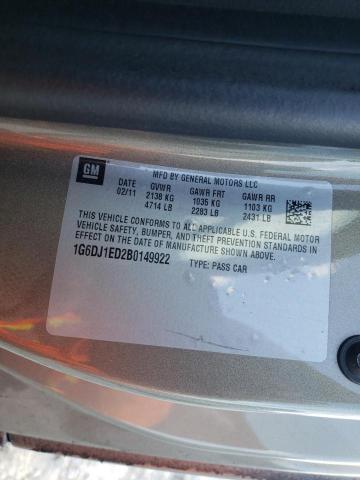 GM
MFD BY GENERAL MOTORS LLC
DATE GVWR GAWR FRT GAWR RR
02/11 2138 KG 1035 KG 1103 KG
4714 LB 2283 LB 2431 LB
THIS VEHICLE CONFORMS TO ALL APPLICABLE U.S. FEDERAL MOTOR
VEHICLE SAFETY, BUMPER, AND THEFT PREVENTION STANDARDS IN
EFFECT ON THE DATE OF MANUFACTURE SHOWN ABOVE.
1G6DJ1ED2B0149922
TYPE: PASS CAR